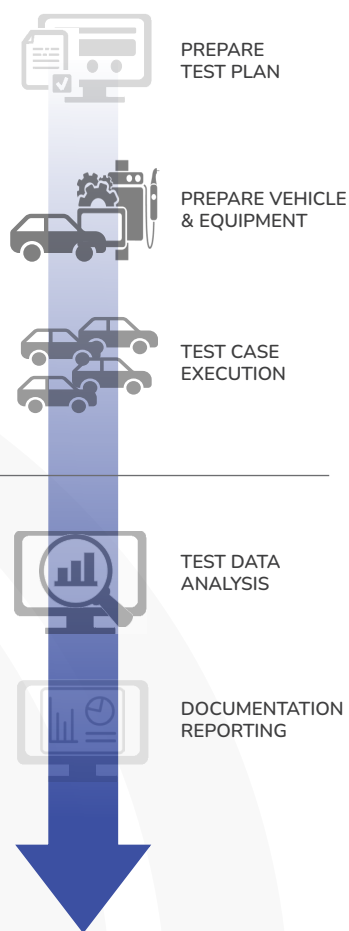 PREPARE
TEST PLAN
PREPARE VEHICLE
& EQUIPMENT
TEST CASE
EXECUTION
TEST DATA
ANALYSIS
DOCUMENTATION
REPORTING